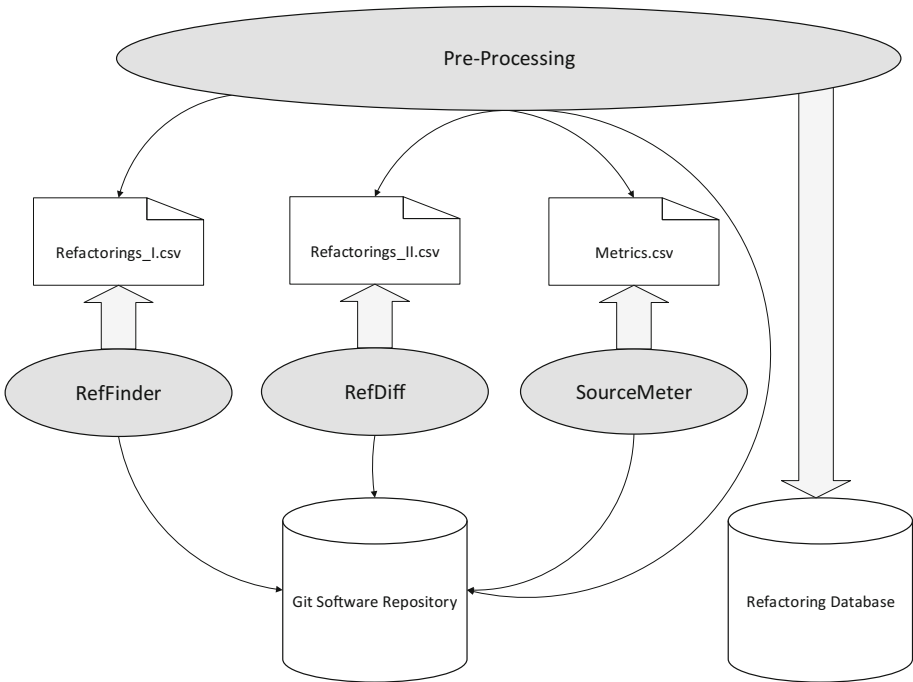 Pre-Processing
Refactorings_I.csv
Refactorings_II.csv
Metrics.csv
RefFinder
RefDiff
SourceMeter
Git Software Repository
Refactoring Database